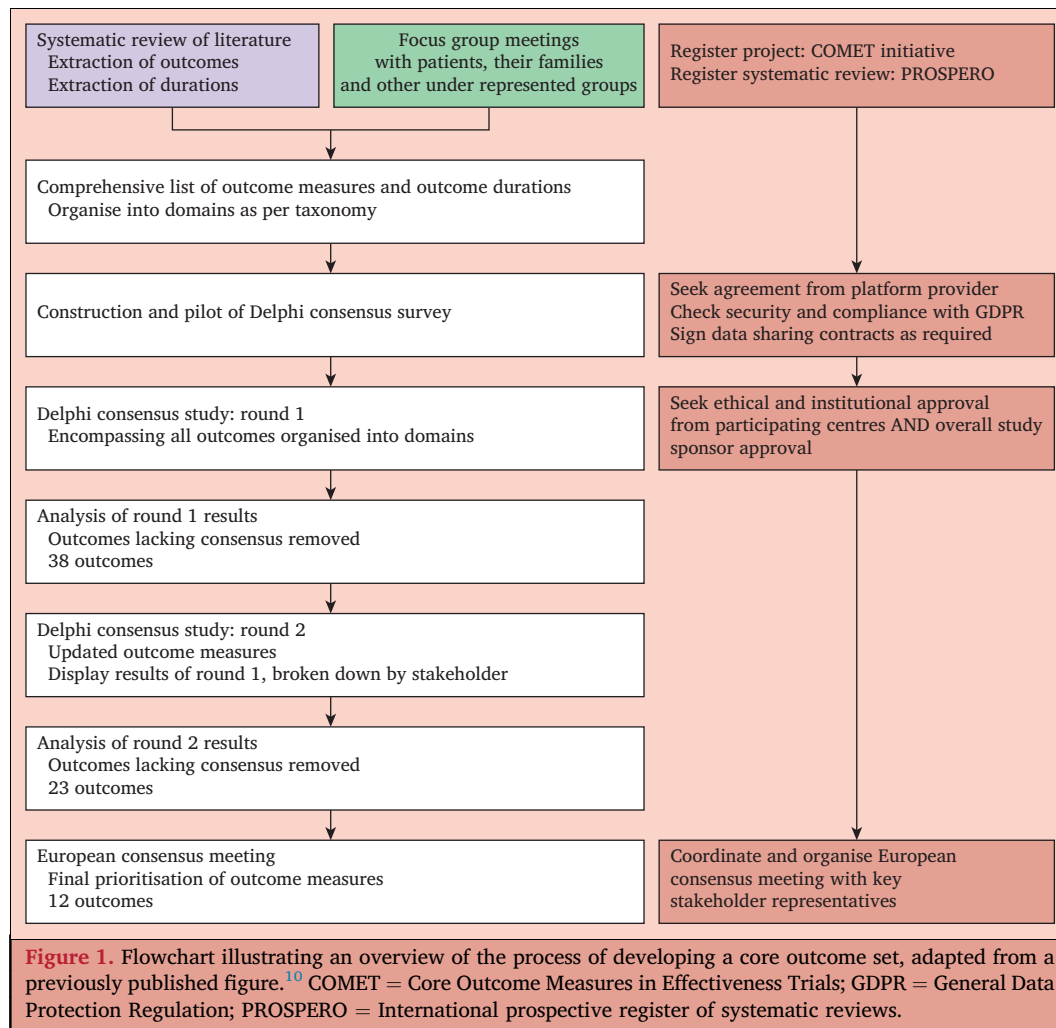 Systematic review of literature
Extraction of outcomes
Extraction of durations
Focus group meetings
with patients, their families
and other under represented groups
Register project: COMET initiative
Register systematic review: PROSPERO
Comprehensive list of outcome measures and outcome durations
Organise into domains as per taxonomy
Construction and pilot of Delphi consensus survey
Seek agreement from platform provider
Check security and compliance with GDPR
Sign data sharing contracts as required
Delphi consensus study: round 1
Encompassing all outcomes organised into domains
Seek ethical and institutional approval
from participating centres AND overall study
sponsor approval
Analysis of round 1 results
Outcomes lacking consensus removed
38 outcomes
Delphi consensus study: round 2
Updated outcome measures
Display results of round 1, broken down by stakeholder
Analysis of round 2 results
Outcomes lacking consensus removed
23 outcomes
European consensus meeting
Final prioritisation of outcome measures
12 outcomes
Coordinate and organise European
consensus meeting with key
stakeholder representatives
Figure 1. Flowchart illustrating an overview of the process of developing a core outcome set, adapted from a
previously published figure.10 COMET = Core Outcome Measures in Effectiveness Trials; GDPR = General Data
Protection Regulation; PROSPERO = International prospective register of systematic reviews.